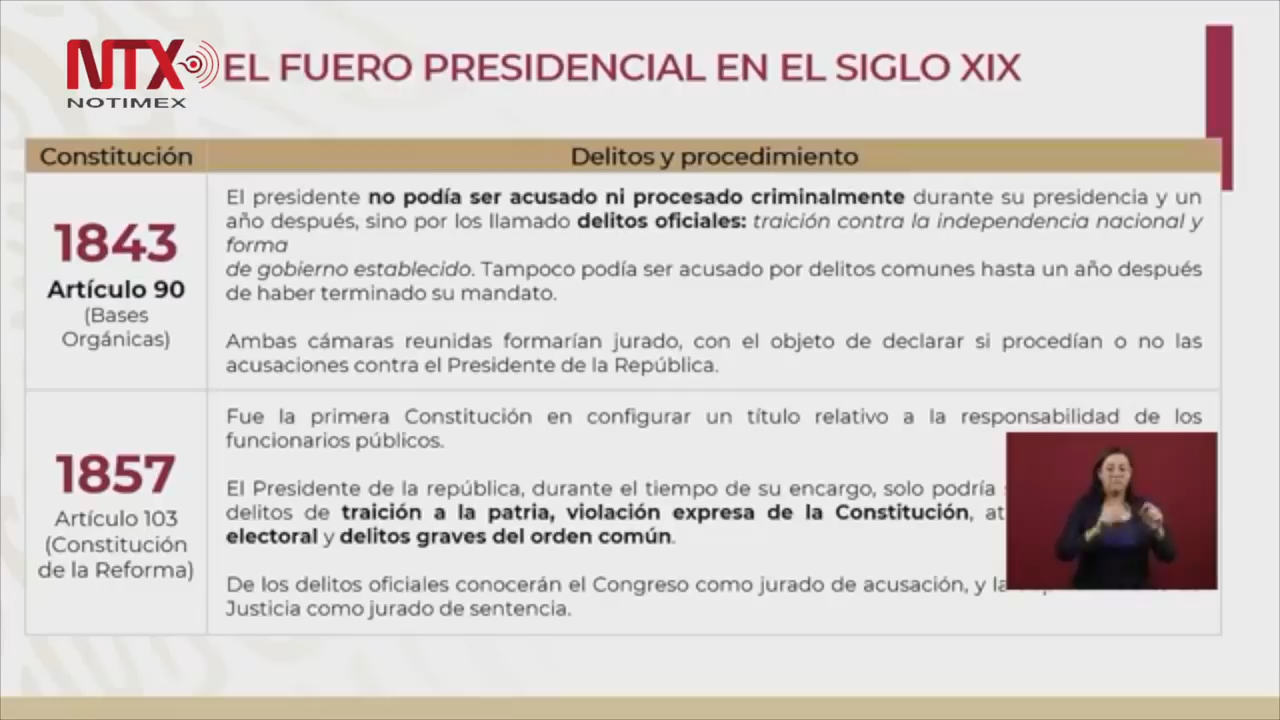 NTX
NOTIMEX
EL FUERO PRESIDENCIAL EN EL SIGLO XIX
Constitución
Delitos y procedimiento
1843
Artículo 90
(Bases
Orgánicas)
El presidente no podía ser acusado ni procesado criminalmente durante su presidencia y un
año después, sino por los llamado delitos oficiales: traición contra la independencia nacional y
forma
de gobierno establecido. Tampoco podía ser acusado por delitos comunes hasta un año después
de haber terminado su mandato.
Ambas cámaras reunidas formarían jurado, con el objeto de declarar si procedían o no las
acusaciones contra el Presidente de la República.
1857
Artículo 103
(Constitución
de la Reforma)
Fue la primera Constitución en configurar un título relativo a la responsabilidad de los
funcionarios públicos.
El Presidente de la república, durante el tiempo de su encargo, solo podría
delitos de traición a la patria, violación expresa de la Constitución,
electoral y delitos graves del orden común.
De los delitos oficiales conocerán el Congreso como jurado de acusación, y
Justicia como jurado de sentencia.